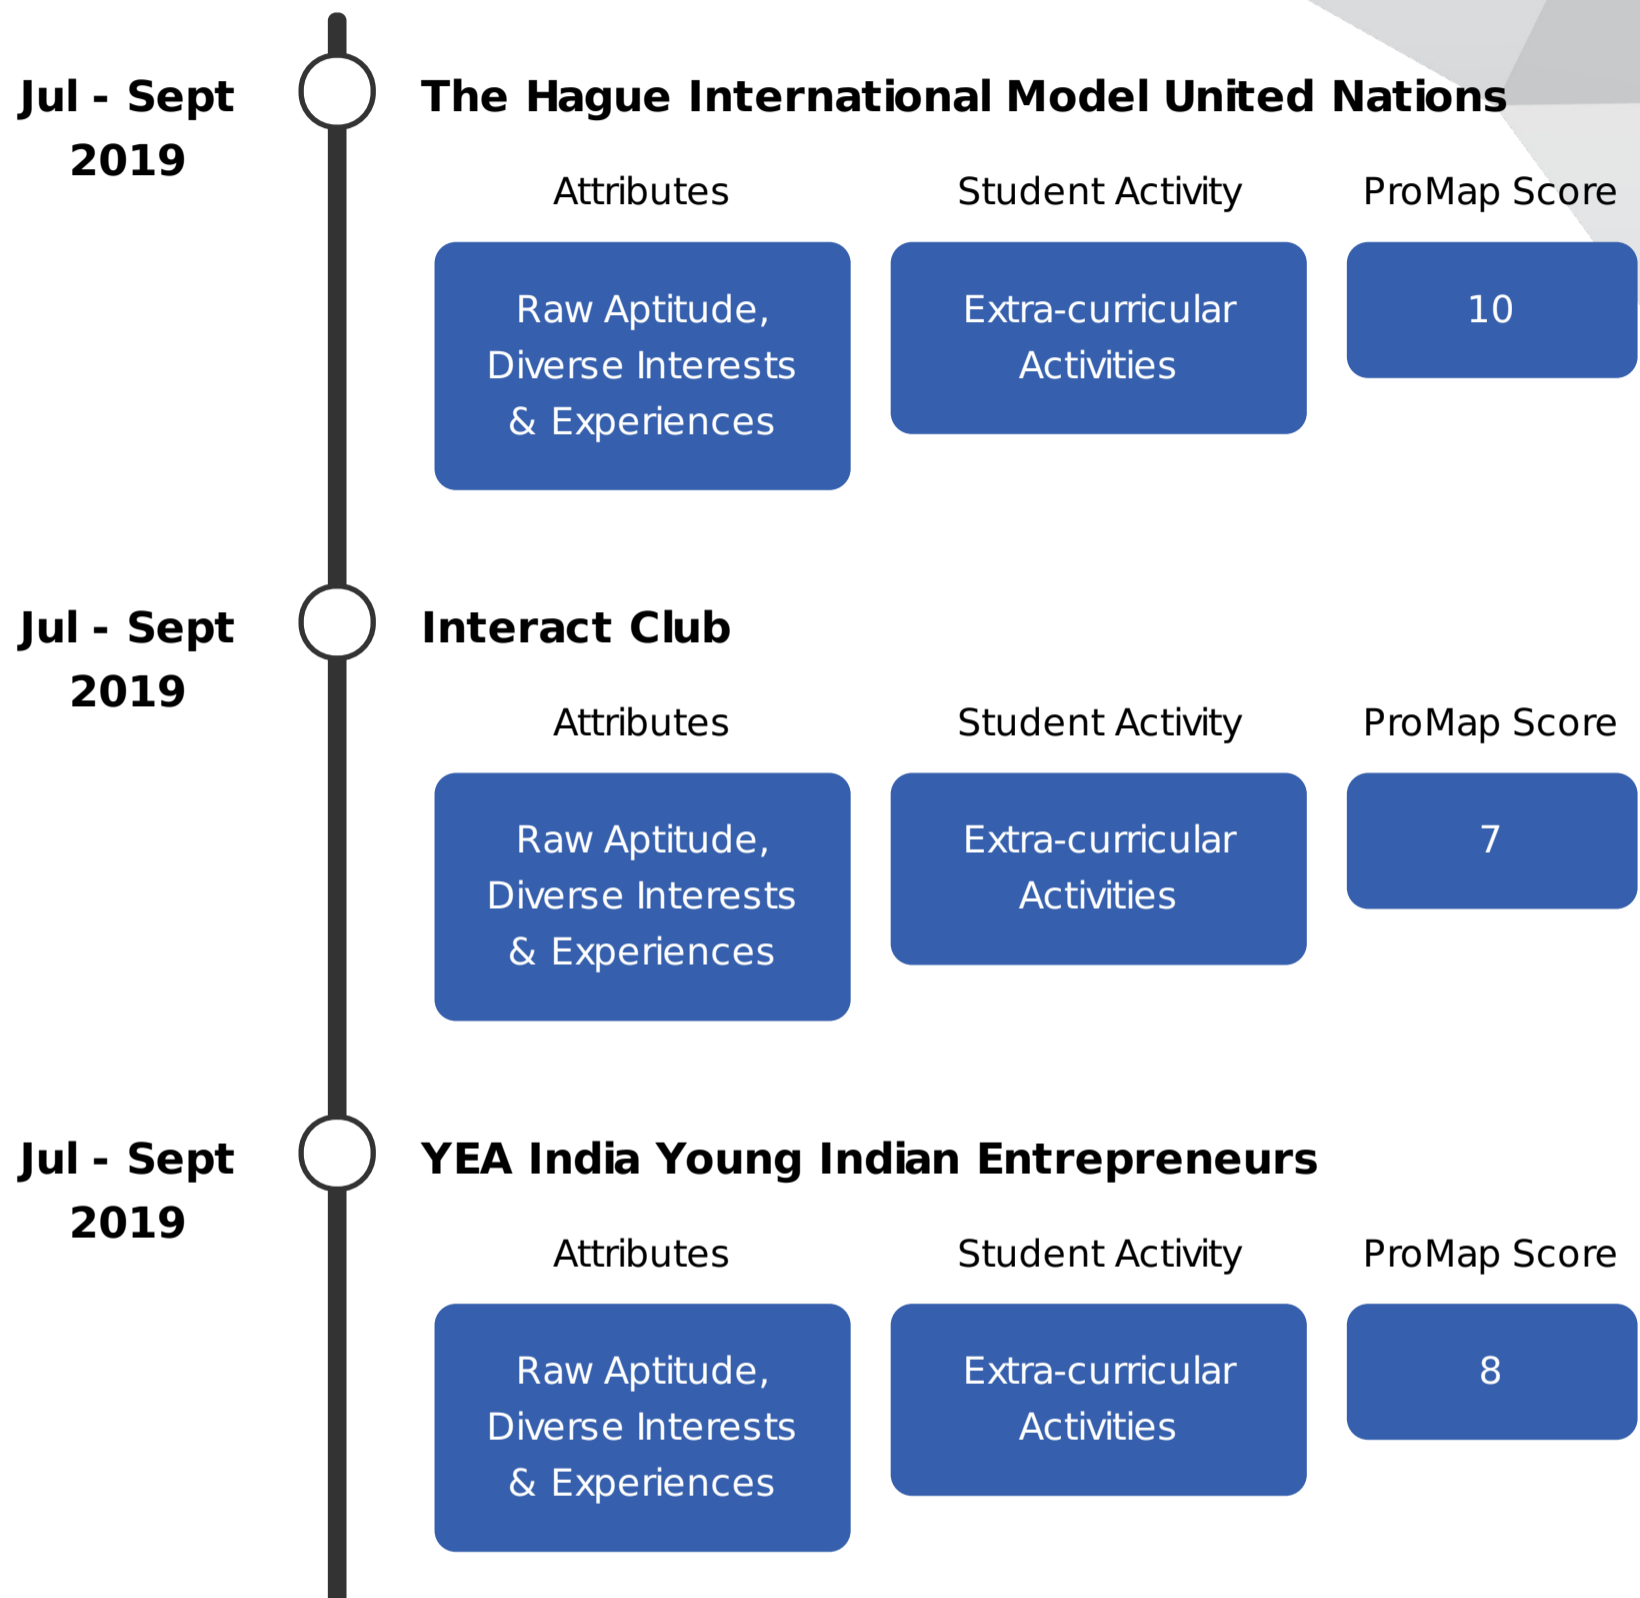 Jul - Sept
2019
The Hague International Model United Nations
Attributes
Student Activity
ProMap Score
Raw Aptitude,
Diverse Interests
& Experiences
Extra-curricular
Activities
10
Jul - Sept
2019
Interact Club
Attributes
Student Activity
ProMap Score
Raw Aptitude,
Diverse Interests
& Experiences
Extra-curricular
Activities
7
Jul - Sept
2019
YEA India Young Indian Entrepreneurs
Attributes
Student Activity
ProMap Score
Raw Aptitude,
Diverse Interests
& Experiences
Extra-curricular
Activities
8